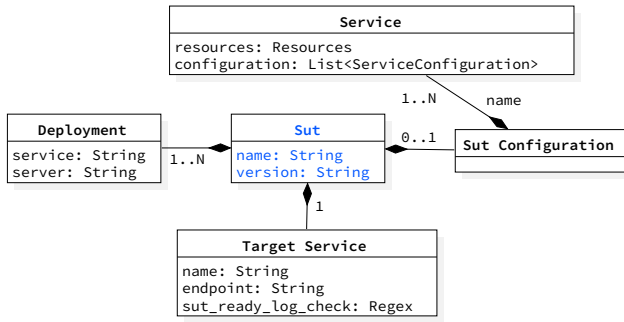 Service
resources: Resources
configuration: List<ServiceConfiguration>
1..N
name
Deployment
service: String
server: String
1..N
Sut
name: String
version: String
0..1
Sut Configuration
1
Target Service
name: String
endpoint: String
sut_ready_log_check: Regex